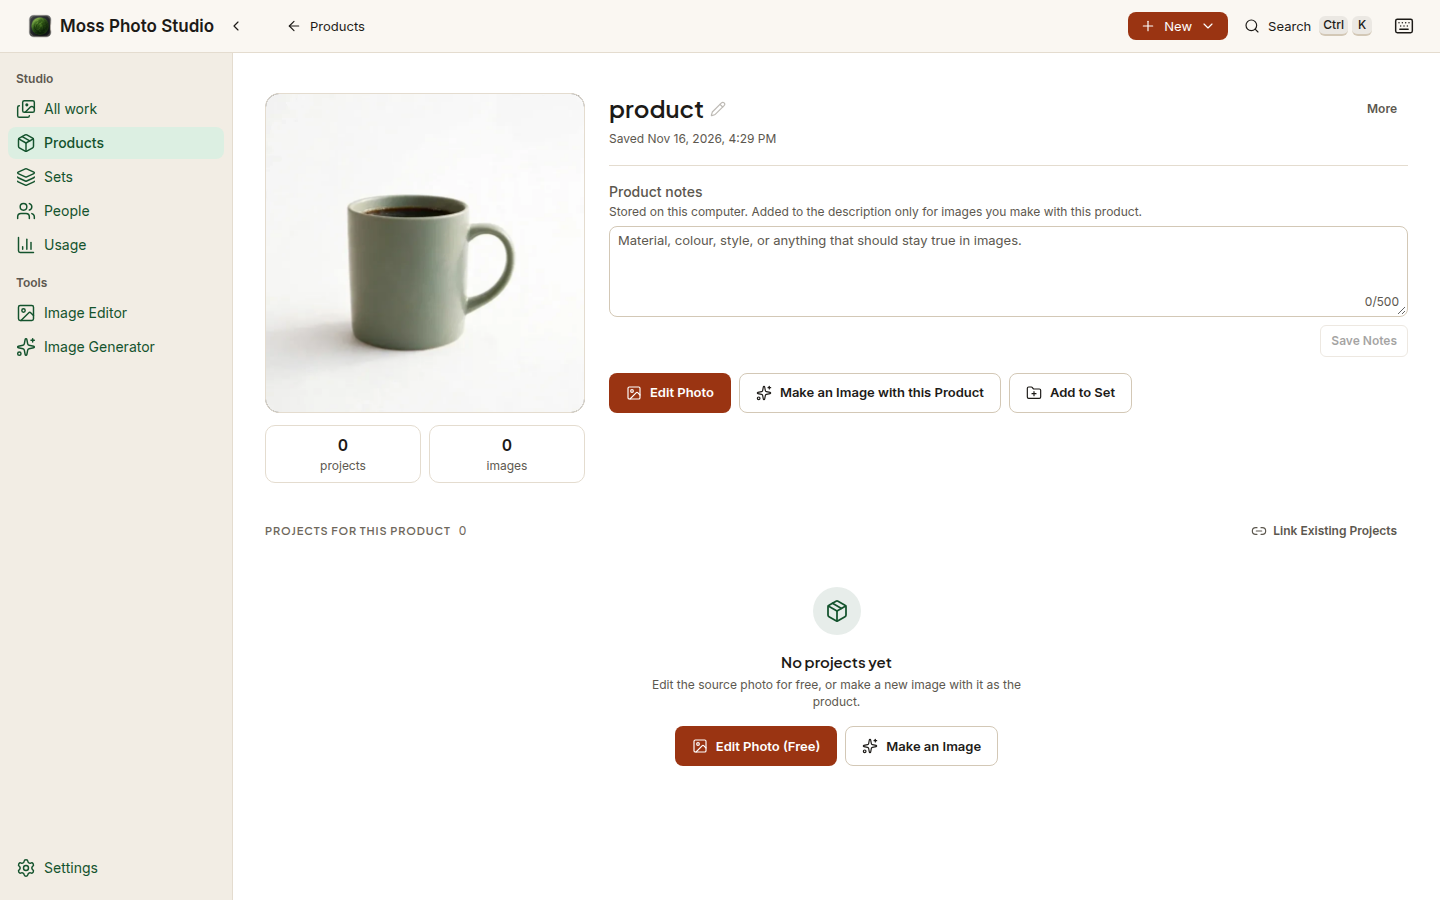 Moss Photo Studio
Products
New
Search Ctrl K
Studio
All work
Products
Sets
People
Usage
Tools
Image Editor
Image Generator
Settings
product
More
Saved Nov 16, 2026, 4:29 PM
Product notes
Stored on this computer. Added to the description only for images you make with this product.
Material, colour, style, or anything that should stay true in images.
0/500
Save Notes
Edit Photo
Make an Image with this Product
Add to Set
0
projects
0
images
PROJECTS FOR THIS PRODUCT 0
Link Existing Projects
No projects yet
Edit the source photo for free, or make a new image with it as the
product.
Edit Photo (Free)
Make an Image